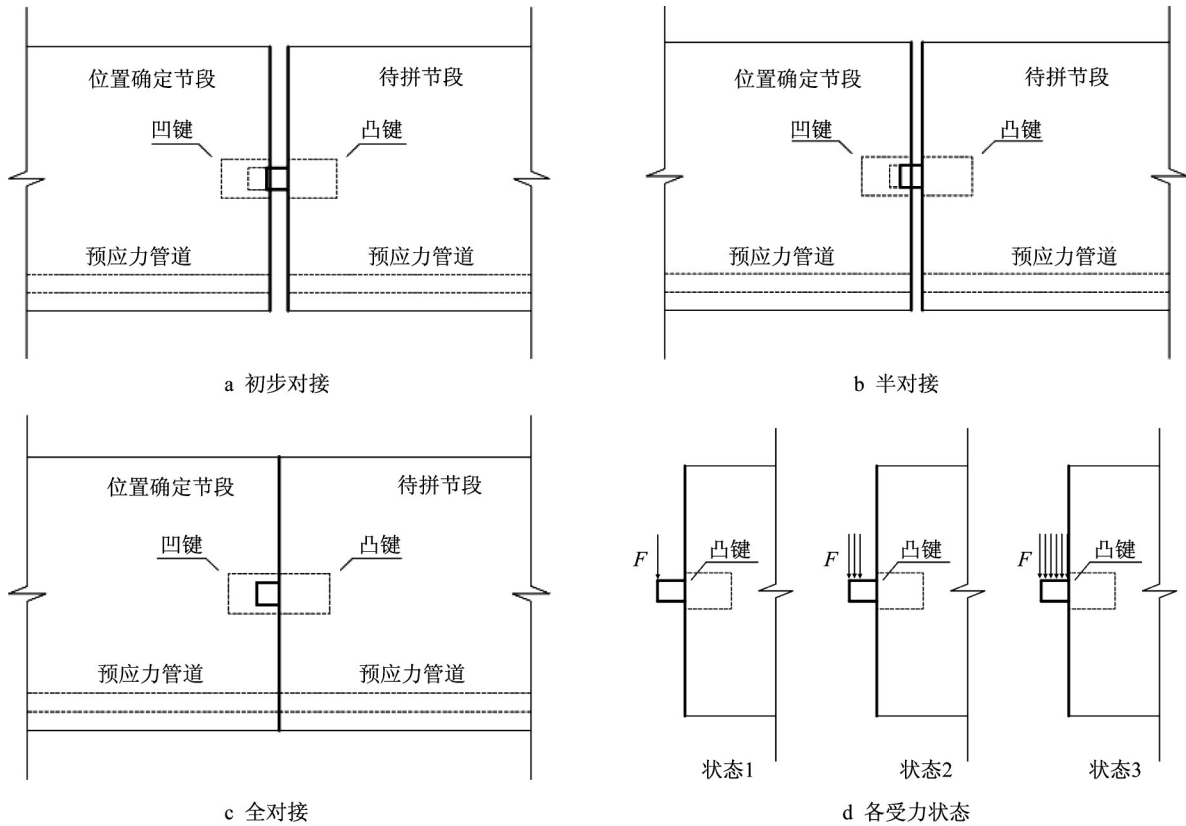 位置确定节段
待拼节段
凹键
凸键
预应力管道
预应力管道
a 初步对接
位置确定节段
待拼节段
凹键
凸键
预应力管道
预应力管道
b 半对接
位置确定节段
待拼节段
凹键
凸键
预应力管道
预应力管道
c 全对接
F
凸键
F
凸键
F
凸键
状态1
状态2
状态3
d 各受力状态